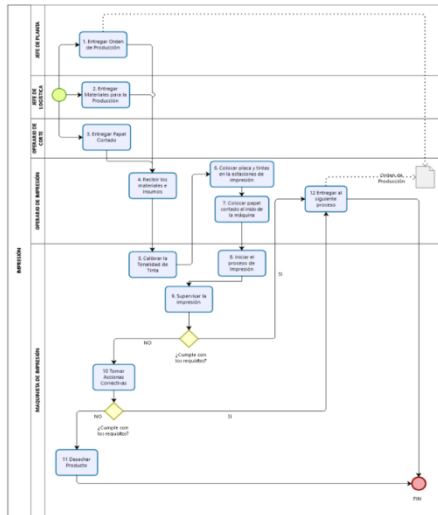 IMPRESIÓN
JEFE DE PLANTA
JEFE DE
LOGÍSTICA
OPERARIO DE
CORTE
OPERARIO DE IMPRESIÓN
MAQUINISTA DE IMPRESIÓN
1. Entregar Orden
de Producción
2. Entregar
Materiales para la
Producción
3. Entregar Papel
Cortado
4. Recibir los
materiales e
insumos
6. Colocar placa y tintas
en la estaciones de
impresión
7. Colocar papel
cortado al inicio de
la máquina
12 Entregar al
siguiente
proceso
Orden de
Producción
5. Calibrar la
Tonalidad de
Tinta
8. Iniciar el
proceso de
Impresión
SI
9. Supervisar la
impresión
NO
¿Cumple con
los requisitos?
10 Tomar
Acciones
Correctivas
NO
SI
¿Cumple con
los requisitos?
11 Desechar
Producto
FIN